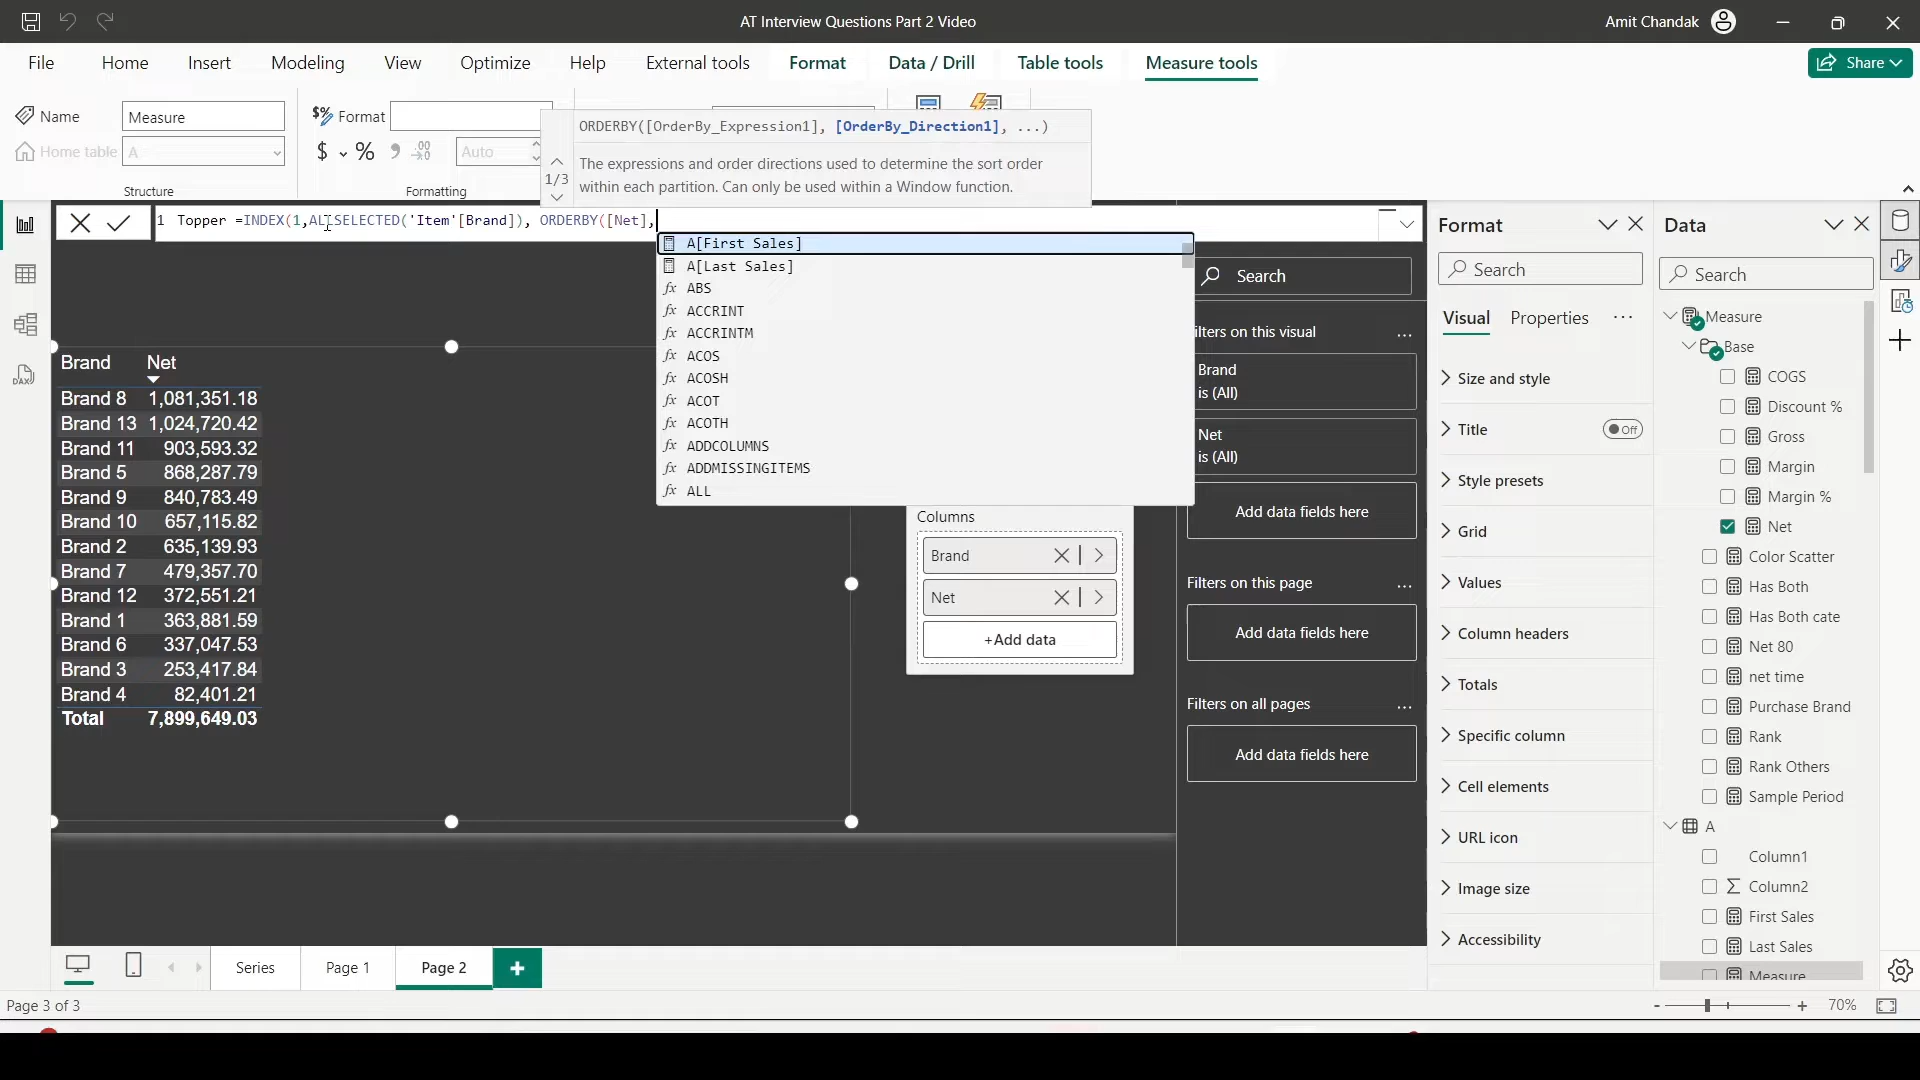 AT Interview Questions Part 2 Video
Amit Chandak
File Home Insert Modeling View Optimize Help External tools Format Data / Drill Table tools Measure tools
Share
Name Measure
Home table A
Structure
Format
$ % Auto
Formatting
ORDERBY([OrderBy_Expression1], [OrderBy_Direction1], ...)
1/3
The expressions and order directions used to determine the sort order
within each partition. Can only be used within a Window function.
1 Topper =INDEX(1,ALLSELECTED('Item'[Brand]), ORDERBY([Net],
A[First Sales]
A[Last Sales]
ABS
ACCRINT
ACCRINTM
ACOS
ACOSH
ACOT
ACOTH
ADDCOLUMNS
ADDMISSINGITEMS
ALL
Brand Net
Brand 8 1,081,351.18
Brand 13 1,024,720.42
Brand 11 903,593.32
Brand 5 868,287.79
Brand 9 840,783.49
Brand 10 657,115.82
Brand 2 635,139.93
Brand 7 479,357.70
Brand 12 372,551.21
Brand 1 363,881.59
Brand 6 337,047.53
Brand 3 253,417.84
Brand 4 82,401.21
Total 7,899,649.03
Columns
Brand
Net
+Add data
Search
ilters on this visual
...
Brand
is (All)
Net
is (All)
Add data fields here
Filters on this page
...
Add data fields here
Filters on all pages
...
Add data fields here
Format
Search
Visual Properties ...
Size and style
Title Off
Style presets
Grid
Values
Column headers
Totals
Specific column
Cell elements
URL icon
Image size
Accessibility
Data
Search
Measure
Base
COGS
Discount %
Gross
Margin
Margin %
Net
Color Scatter
Has Both
Has Both cate
Net 80
net time
Purchase Brand
Rank
Rank Others
Sample Period
A
Column1
Column2
First Sales
Last Sales
Measure
DAX
Series Page 1 Page 2 +
Page 3 of 3
- + 70%